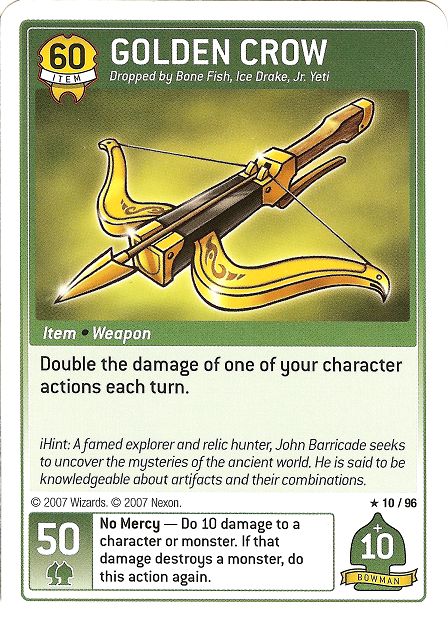 60
ITEM
GOLDEN CROW
Dropped by Bone Fish, Ice Drake, Jr. Yeti
Item • Weapon
Double the damage of one of your character
actions each turn.
iHint: A famed explorer and relic hunter, John Barricade seeks
to uncover the mysteries of the ancient world. He is said to be
knowledgeable about artifacts and their combinations.
© 2007 Wizards. © 2007 Nexon.
★ 10 / 96
50
No Mercy — Do 10 damage to a
character or monster. If that
damage destroys a monster, do
this action again.
+
10
BOWMAN